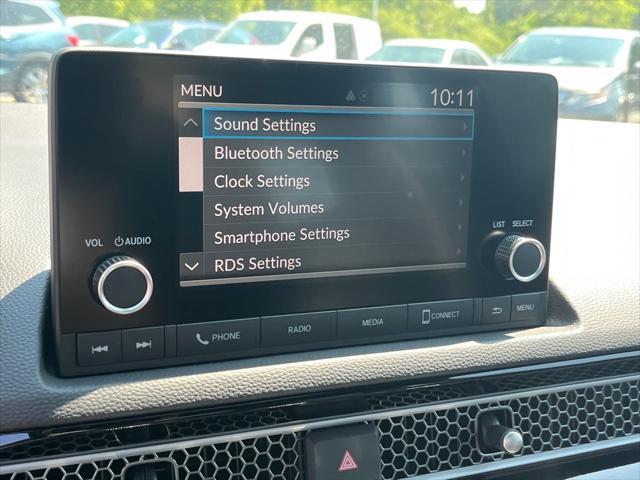 MENU 10:11
Sound Settings
Bluetooth Settings
Clock Settings
System Volumes
Smartphone Settings
RDS Settings
VOL AUDIO
LIST SELECT
PHONE RADIO MEDIA CONNECT MENU